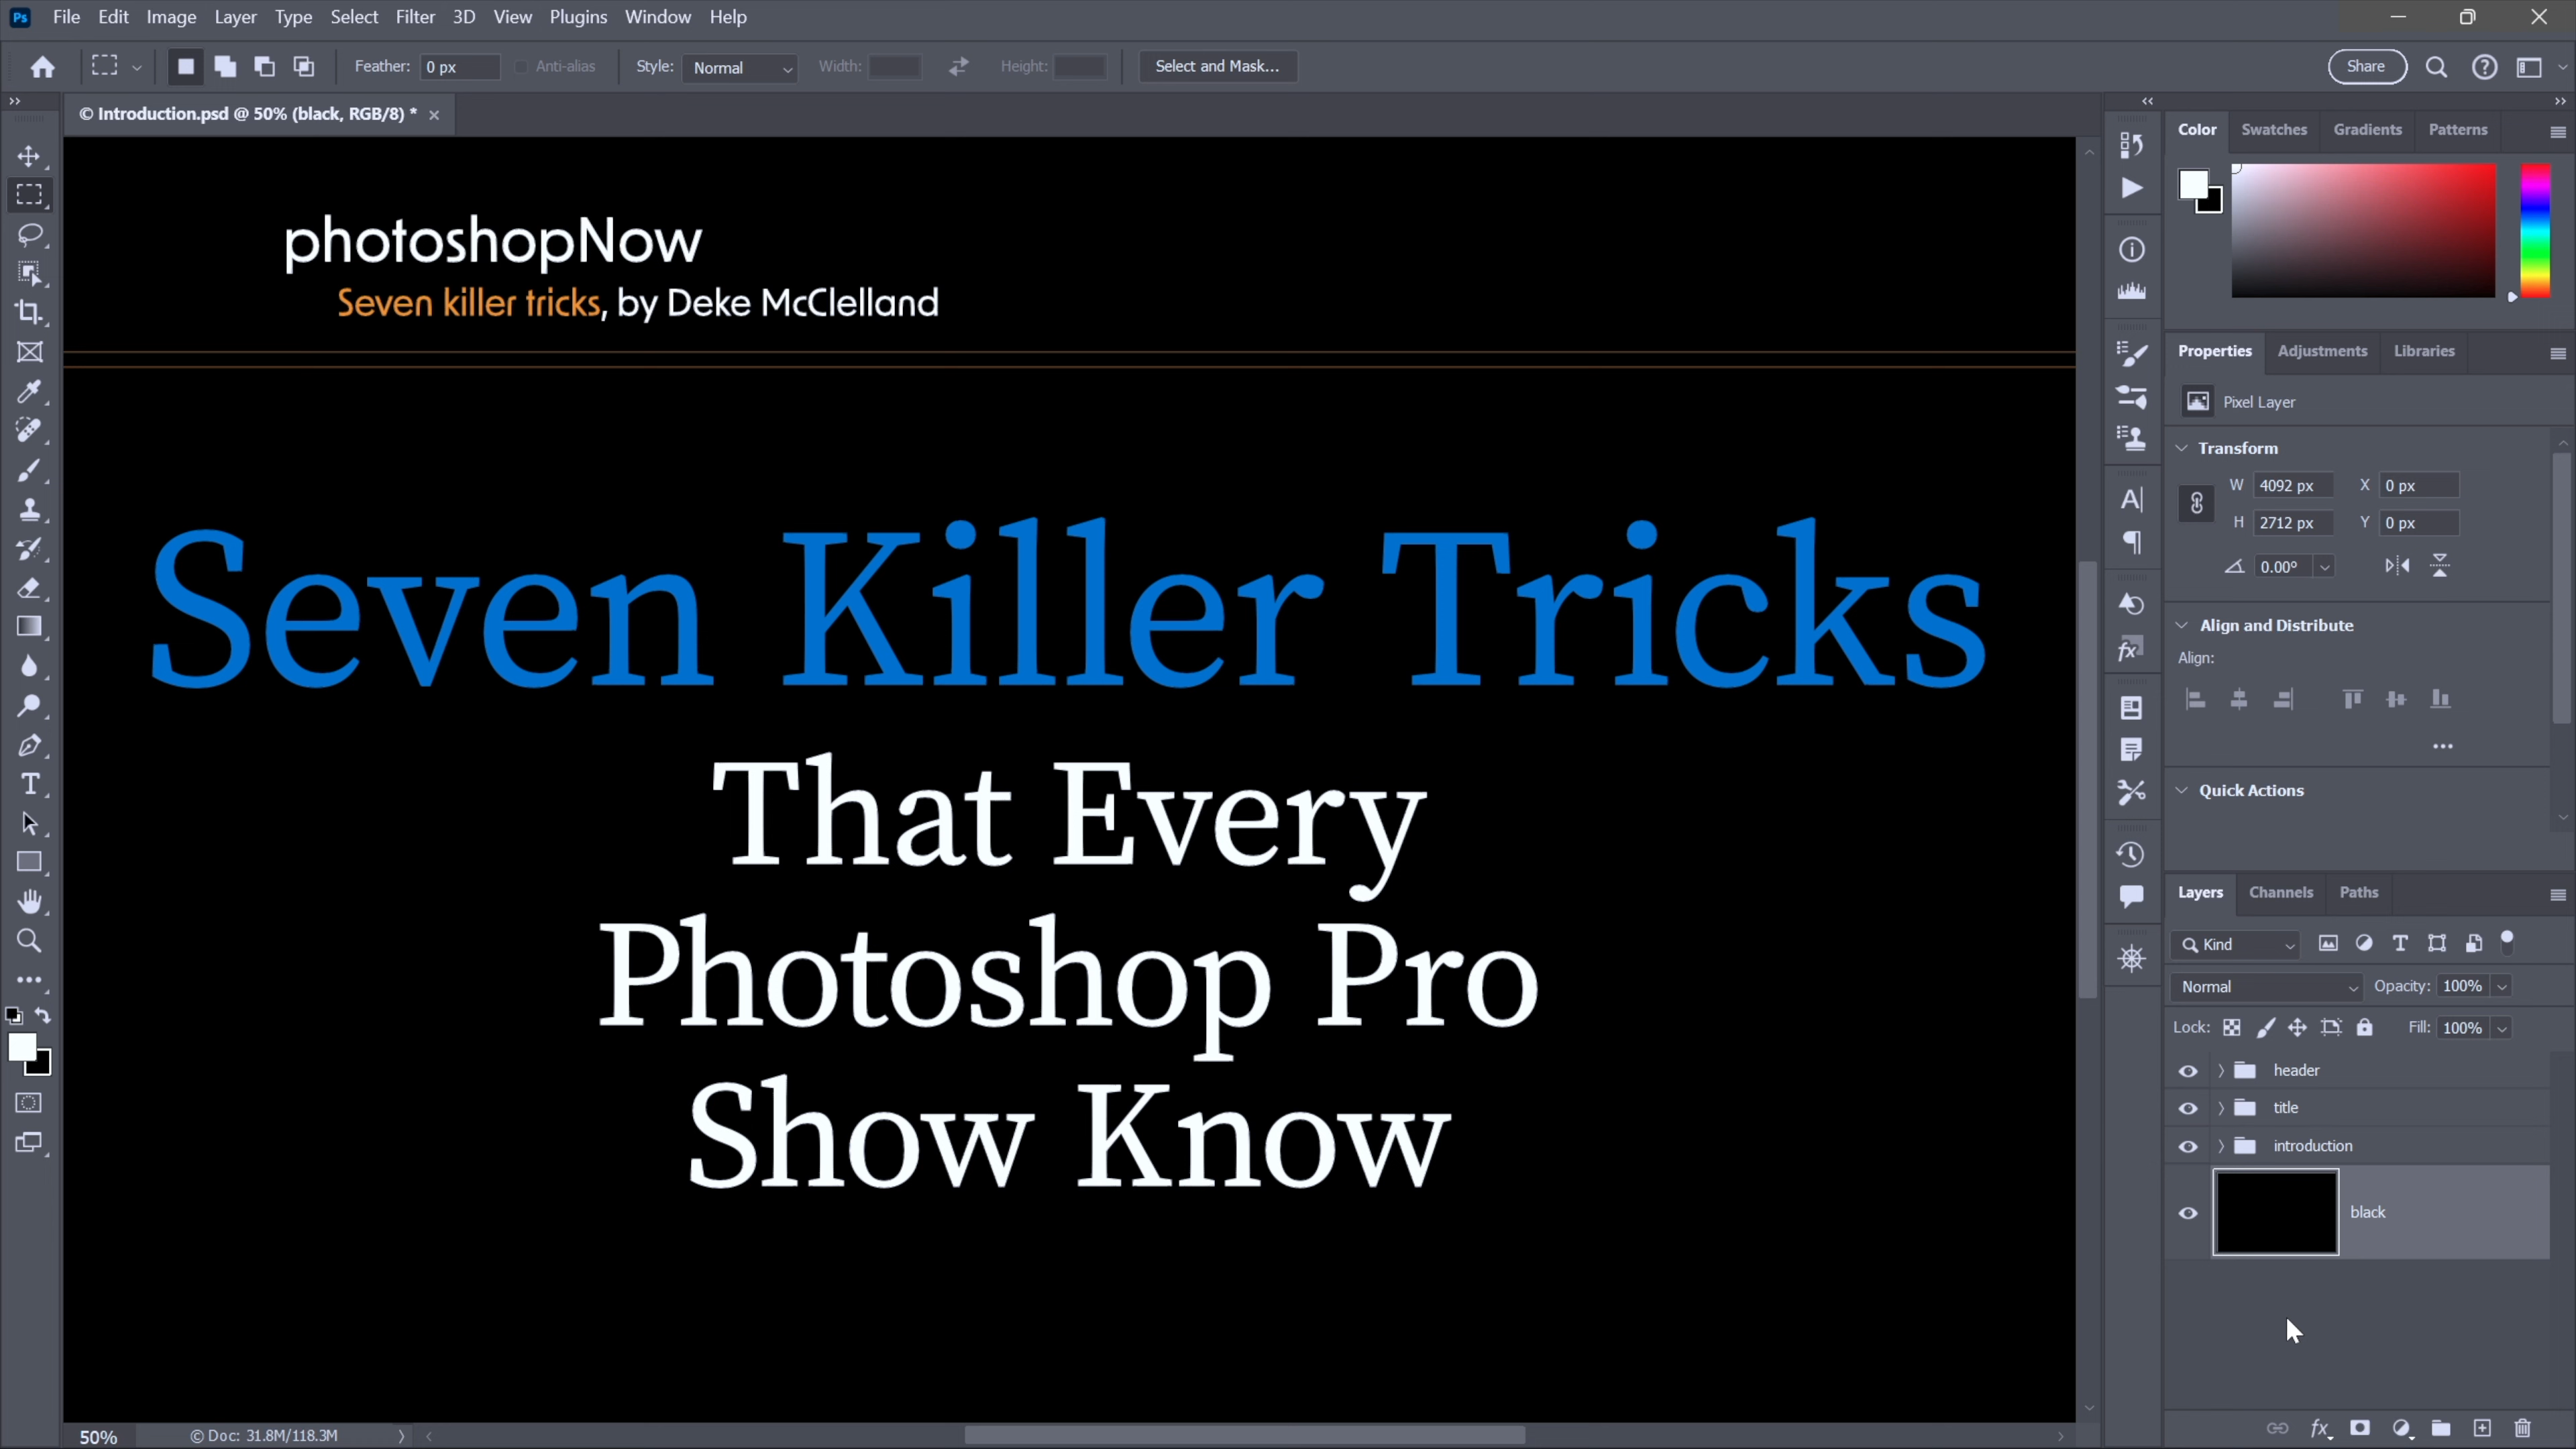 Ps File Edit Image Layer Type Select Filter 3D View Plugins Window Help
Feather: 0 px Anti-alias Style: Normal Width: Height: Select and Mask... Share
© Introduction.psd @ 50% (black, RGB/8) *
photoshopNow
Seven killer tricks, by Deke McClelland
Seven Killer Tricks
That Every
Photoshop Pro
Show Know
50% © Doc: 31.8M/118.3M
Color Swatches Gradients Patterns
Properties Adjustments Libraries
Pixel Layer
Transform
W 4092 px X 0 px
H 2712 px Y 0 px
0.00°
Align and Distribute
Align:
Quick Actions
Layers Channels Paths
Kind
Normal Opacity: 100%
Lock: Fill: 100%
header
title
introduction
black
fx